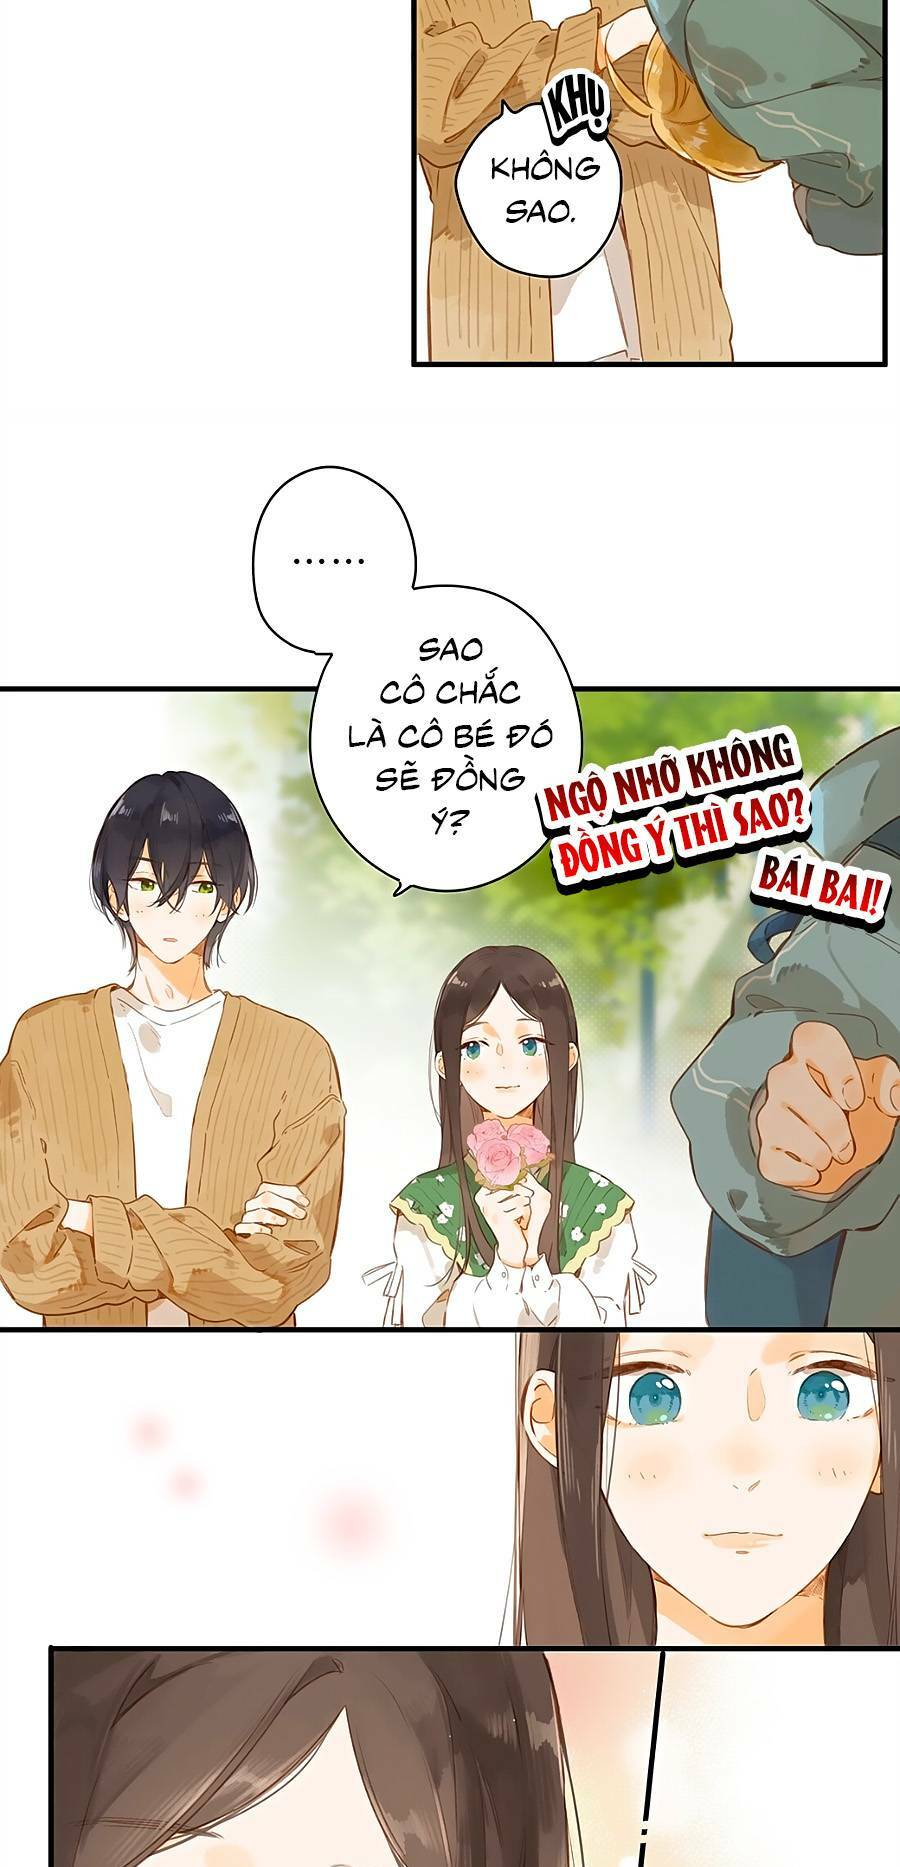 KHỤ
KHÔNG
SAO.
......
SAO
CÔ CHẮC
LÀ CÔ BÉ ĐÓ
SẼ ĐỒNG
Ý?
NGỘ NHỠ KHÔNG
ĐỒNG Ý THÌ SAO?
BÁI BAI!